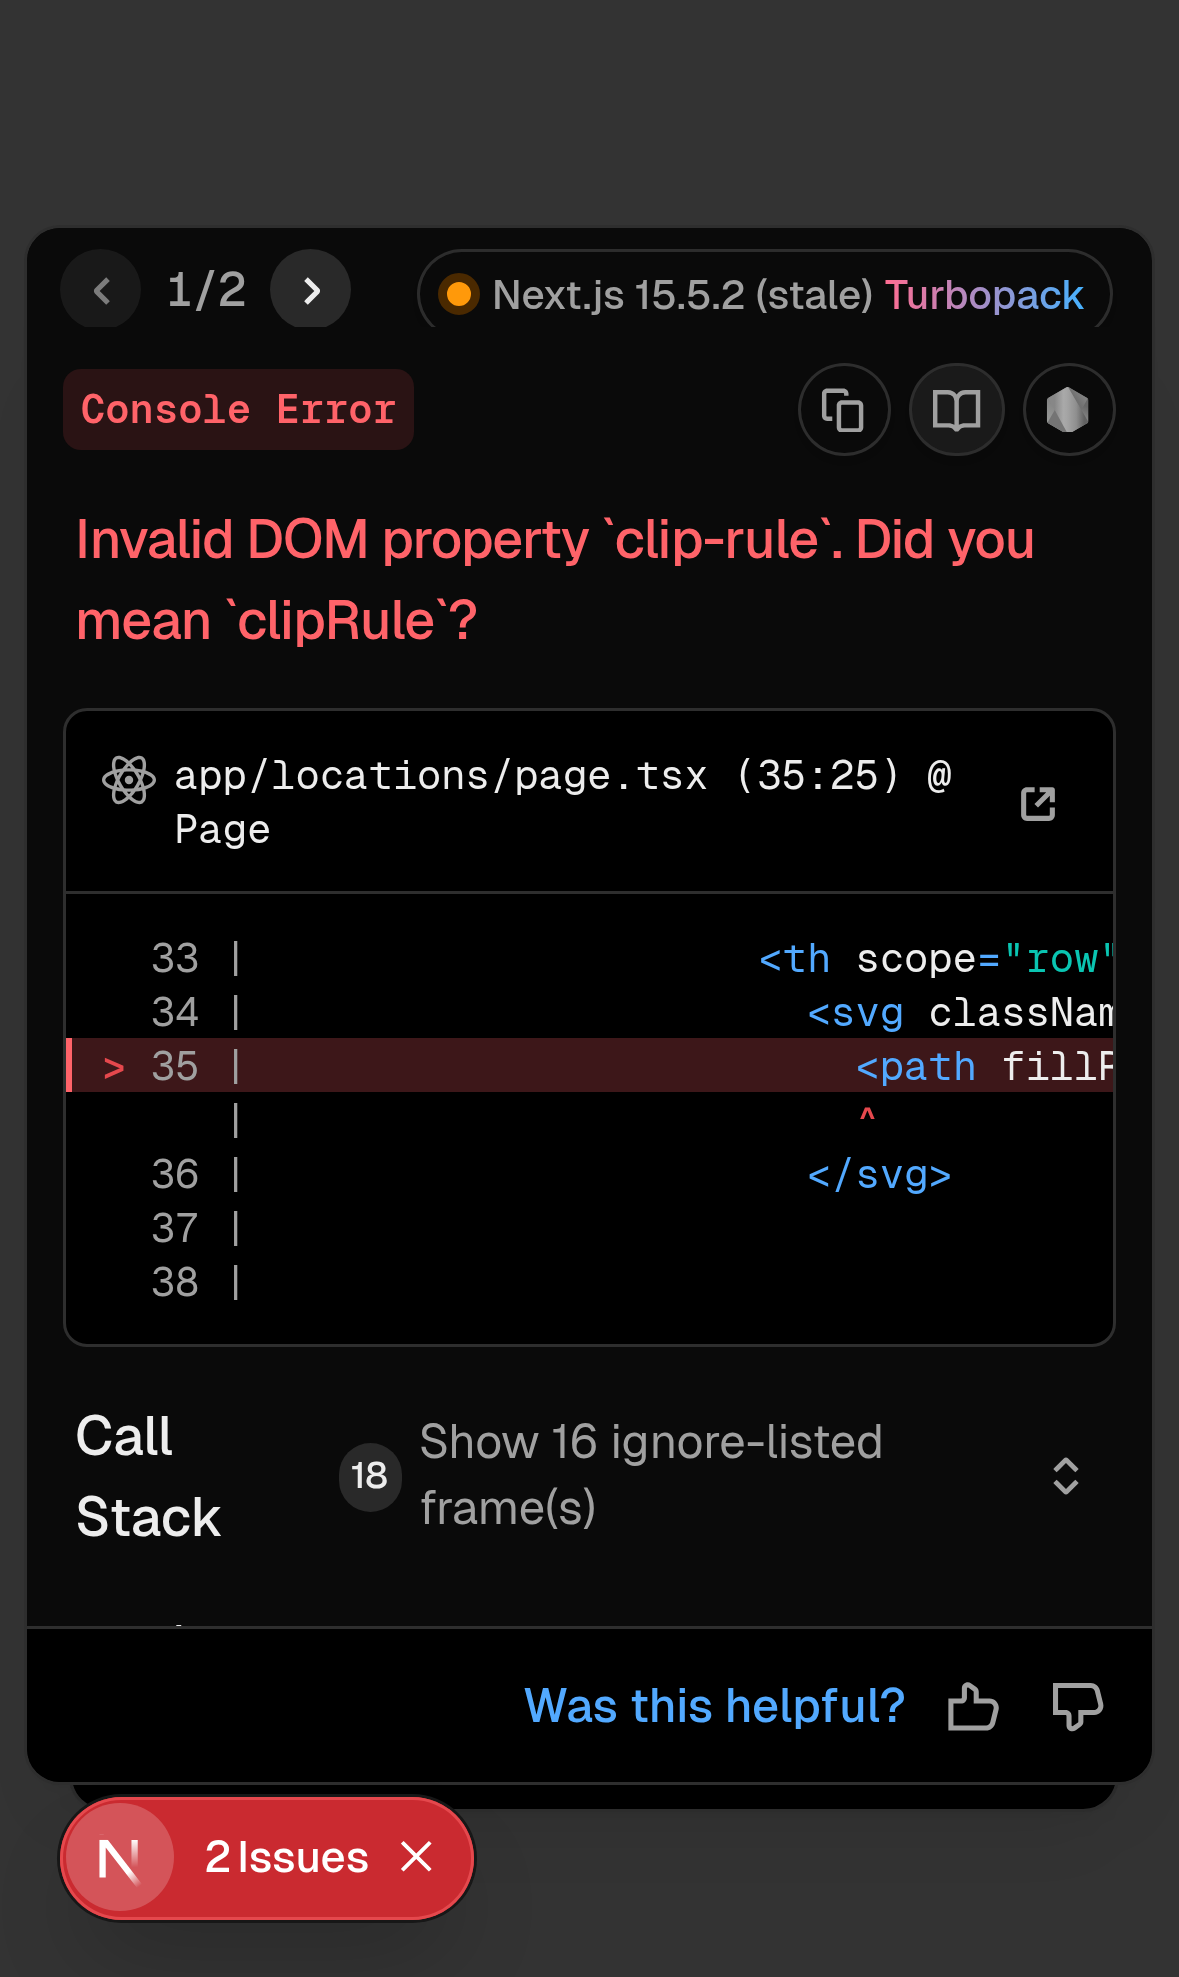 1/2
Next.js 15.5.2 (stale) Turbopack
Console Error
Invalid DOM property `clip-rule`. Did you
mean `clipRule`?
app/locations/page.tsx (35:25) @
Page
33 | <th scope="row"
34 | <svg classNam
> 35 | <path fillR
| ^
36 | </svg>
37 |
38 |
Call
Stack
18
Show 16 ignore-listed
frame(s)
Was this helpful?
N
2 Issues